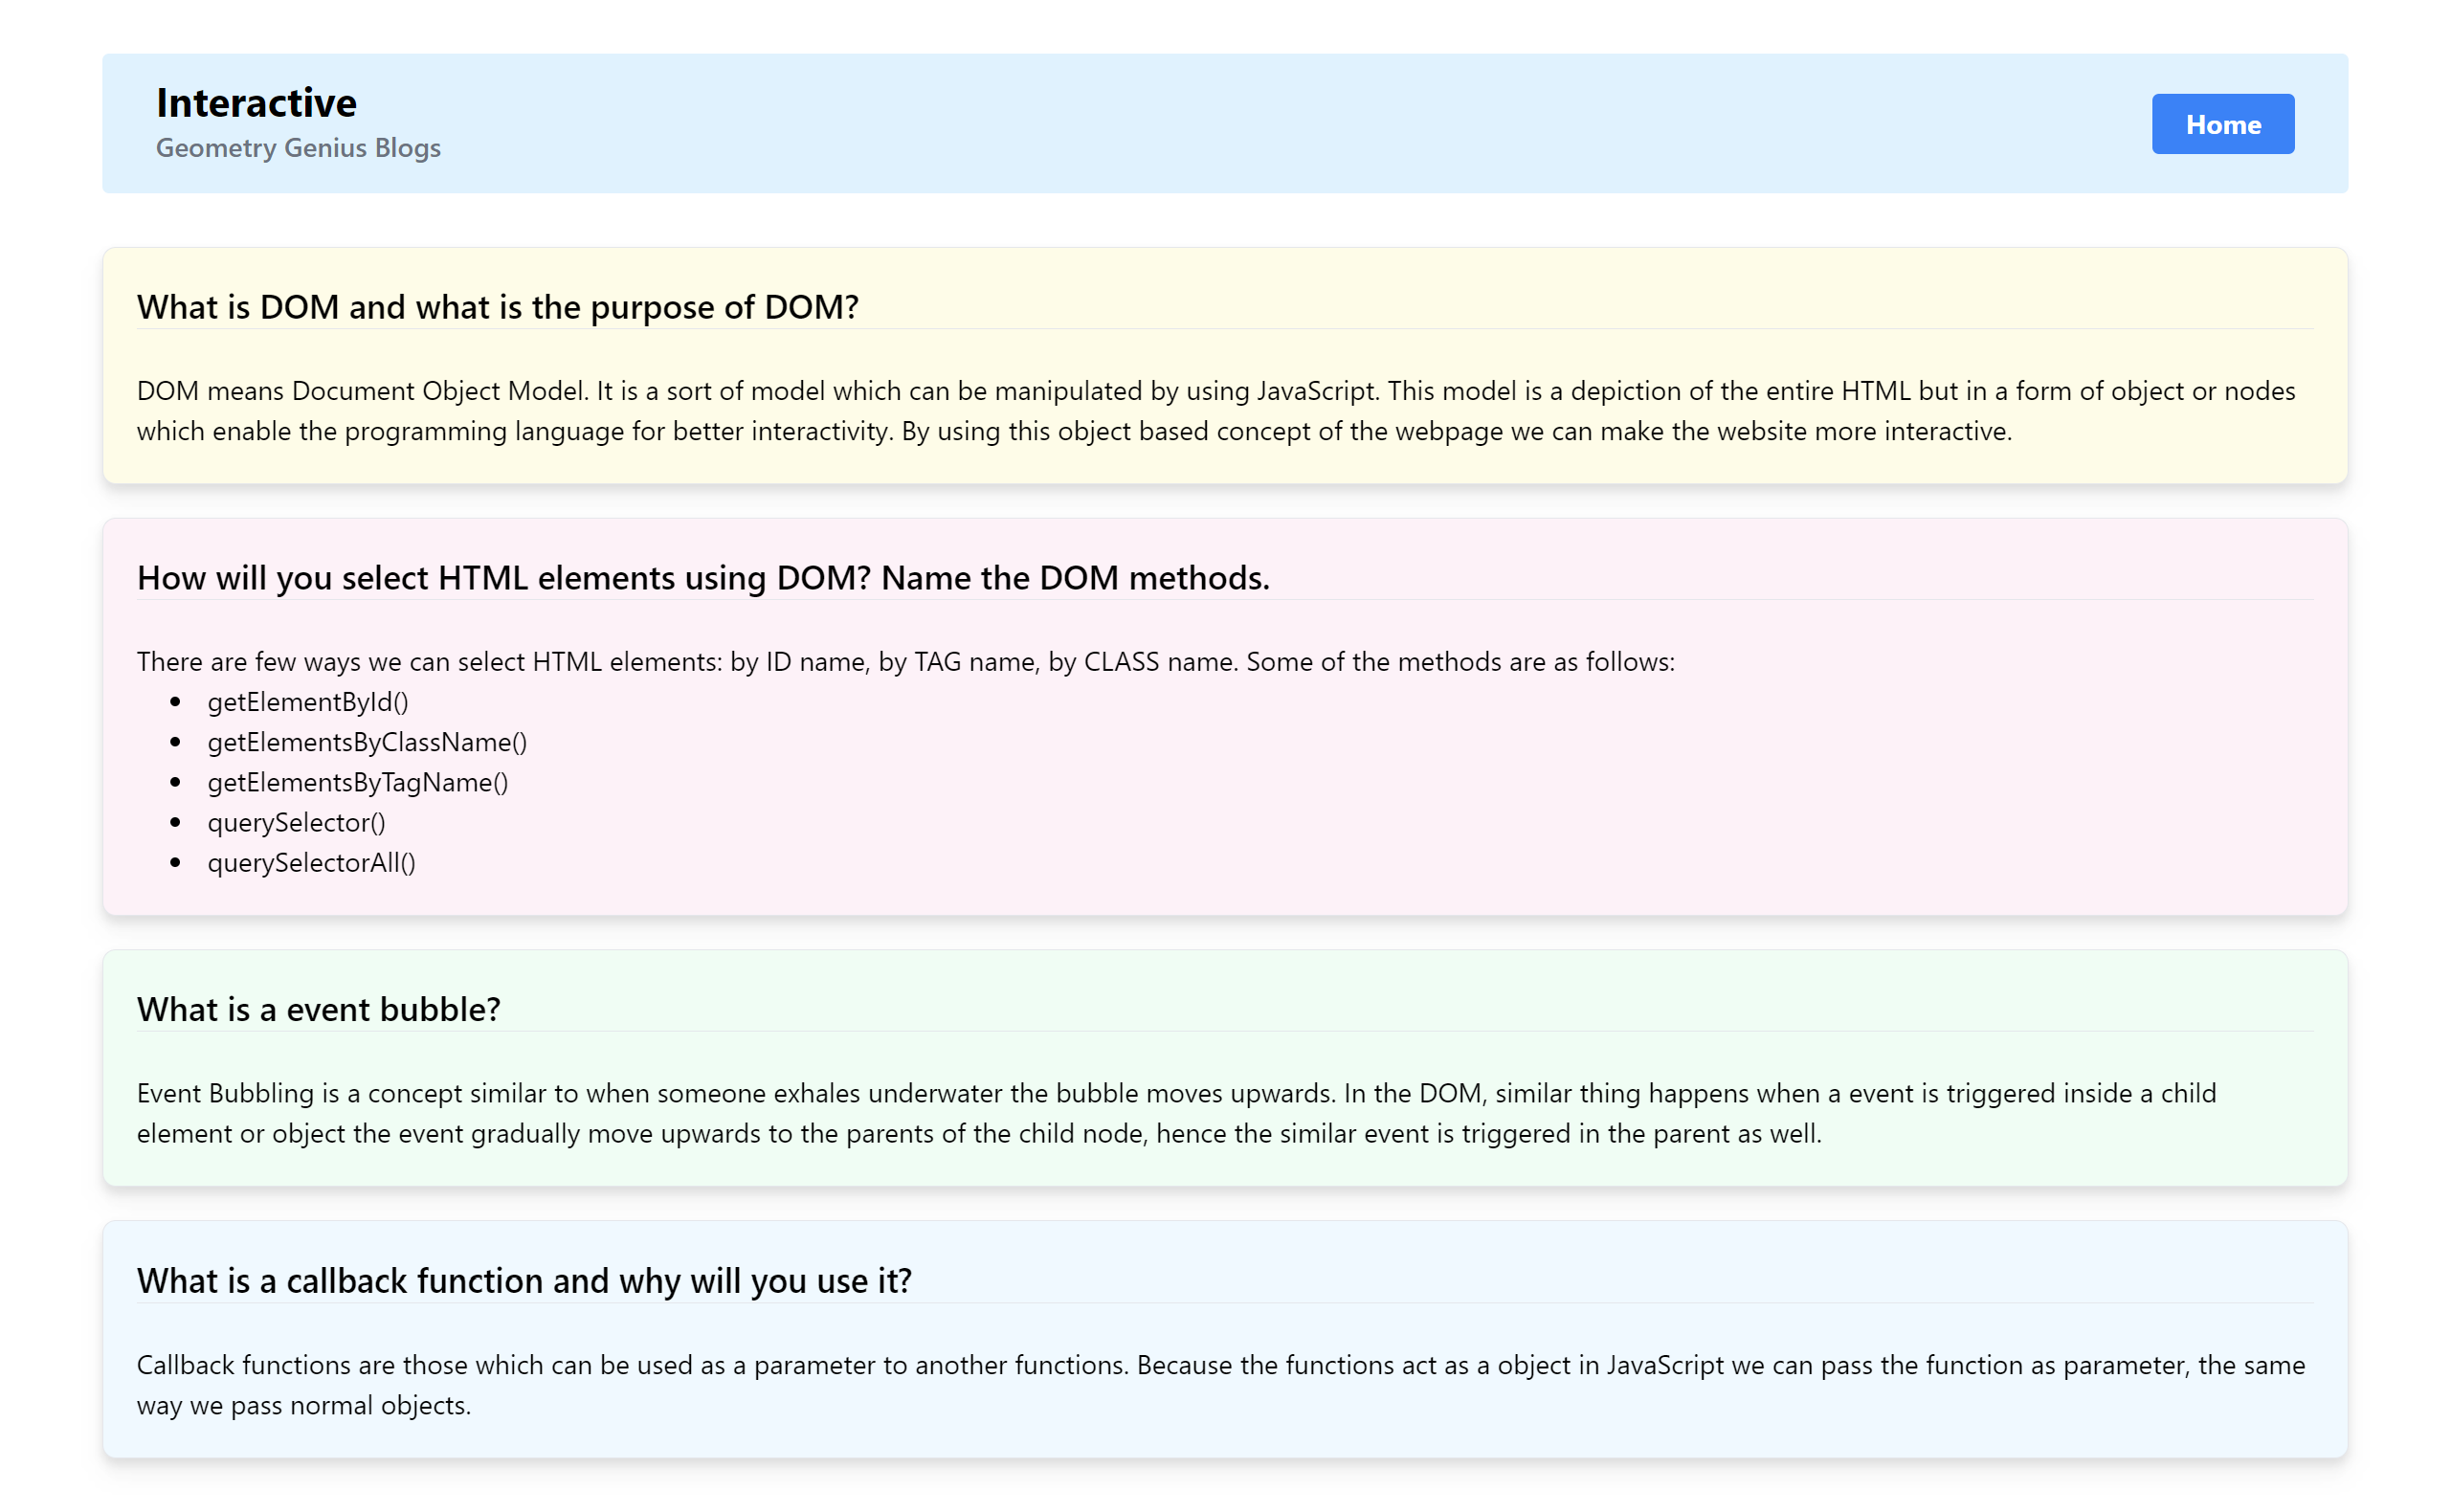 Interactive
Geometry Genius Blogs
Home
What is DOM and what is the purpose of DOM?
DOM means Document Object Model. It is a sort of model which can be manipulated by using JavaScript. This model is a depiction of the entire HTML but in a form of object or nodes
which enable the programming language for better interactivity. By using this object based concept of the webpage we can make the website more interactive.
How will you select HTML elements using DOM? Name the DOM methods.
There are few ways we can select HTML elements: by ID name, by TAG name, by CLASS name. Some of the methods are as follows:
• getElementById()
• getElementsByClassName()
• getElementsByTagName()
• querySelector()
• querySelectorAll()
What is a event bubble?
Event Bubbling is a concept similar to when someone exhales underwater the bubble moves upwards. In the DOM, similar thing happens when a event is triggered inside a child
element or object the event gradually move upwards to the parents of the child node, hence the similar event is triggered in the parent as well.
What is a callback function and why will you use it?
Callback functions are those which can be used as a parameter to another functions. Because the functions act as a object in JavaScript we can pass the function as parameter, the same
way we pass normal objects.